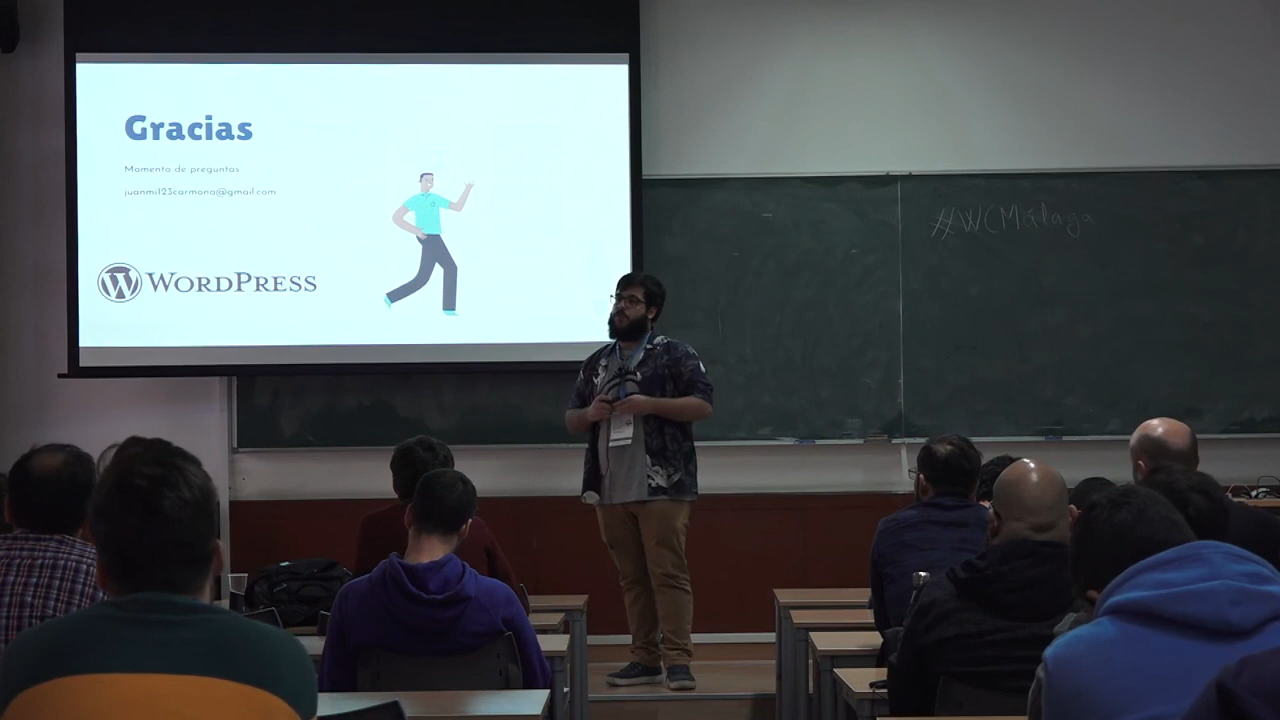 Gracias
Momento de preguntas
juanmi123carmona@gmail.com
WORDPRESS
#WCMálaga